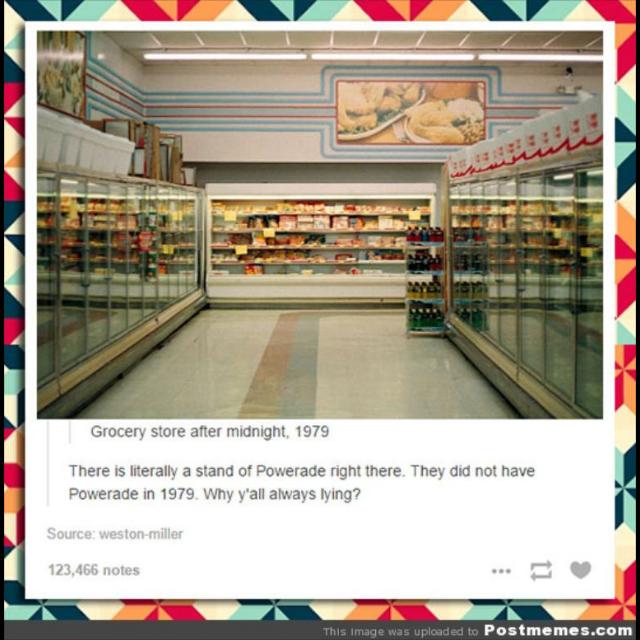 Grocery store after midnight, 1979
There is literally a stand of Powerade right there. They did not have
Powerade in 1979. Why y'all always lying?
Source: weston-miller
123,466 notes
This image was uploaded to Postmemes.com